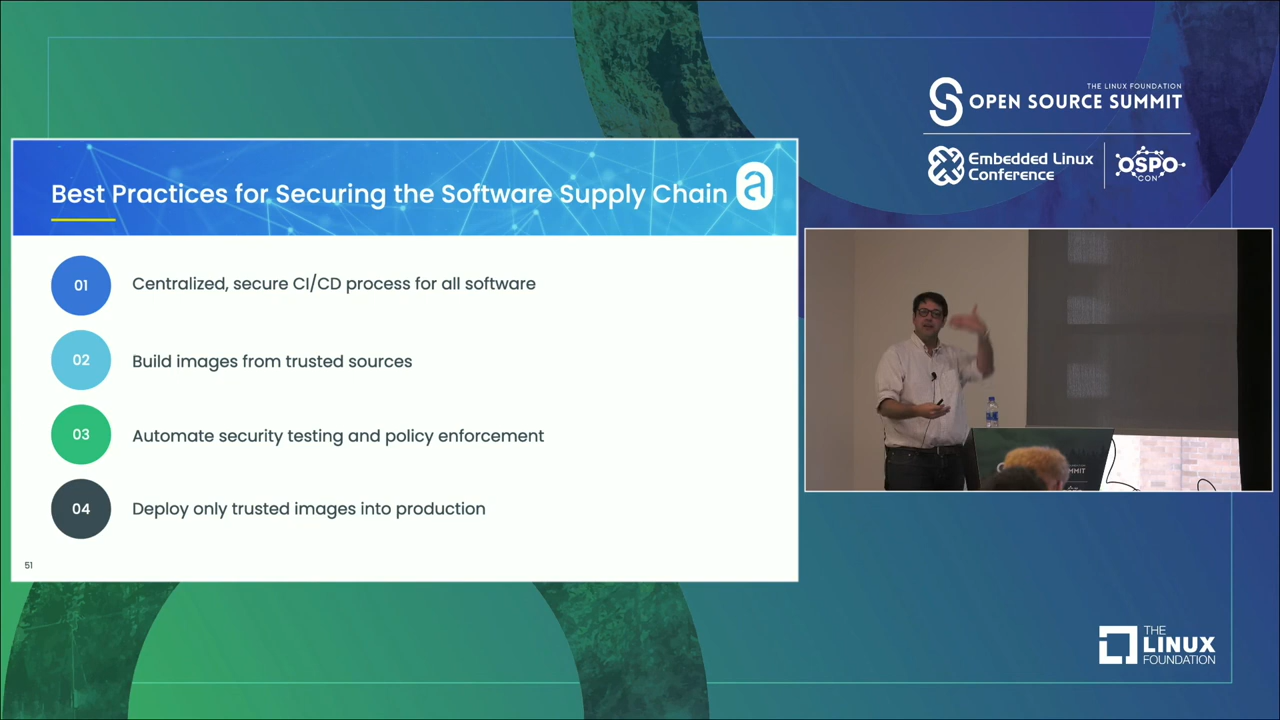 THE LINUX FOUNDATION
OPEN SOURCE SUMMIT
Embedded Linux
Conference
OSPO
CON
Best Practices for Securing the Software Supply Chain
a
01
Centralized, secure CI/CD process for all software
02
Build images from trusted sources
03
Automate security testing and policy enforcement
04
Deploy only trusted images into production
51
THE
LINUX
FOUNDATION